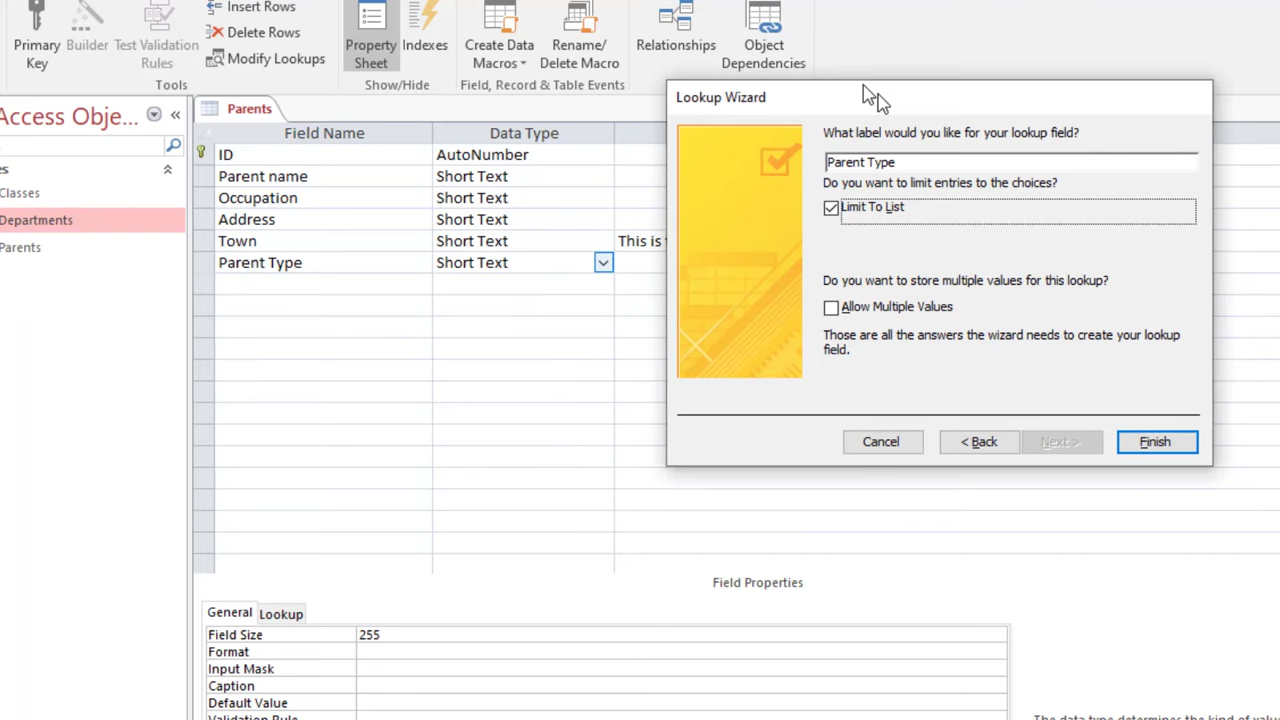 Insert Rows
Delete Rows
Modify Lookups
Primary Key
Builder
Test Validation Rules
Tools
Property Sheet
Indexes
Show/Hide
Create Data Macros
Rename/ Delete Macro
Field, Record & Table Events
Relationships
Object Dependencies
Access Obje...
Classes
Departments
Parents
Parents
Field Name Data Type
ID AutoNumber
Parent name Short Text
Occupation Short Text
Address Short Text
Town Short Text This is
Parent Type Short Text
Lookup Wizard
What label would you like for your lookup field?
Parent Type
Do you want to limit entries to the choices?
Limit To List
Do you want to store multiple values for this lookup?
Allow Multiple Values
Those are all the answers the wizard needs to create your lookup
field.
Cancel < Back Next > Finish
Field Properties
General Lookup
Field Size 255
Format
Input Mask
Caption
Default Value
Validation Rule
The data type determines the kind of